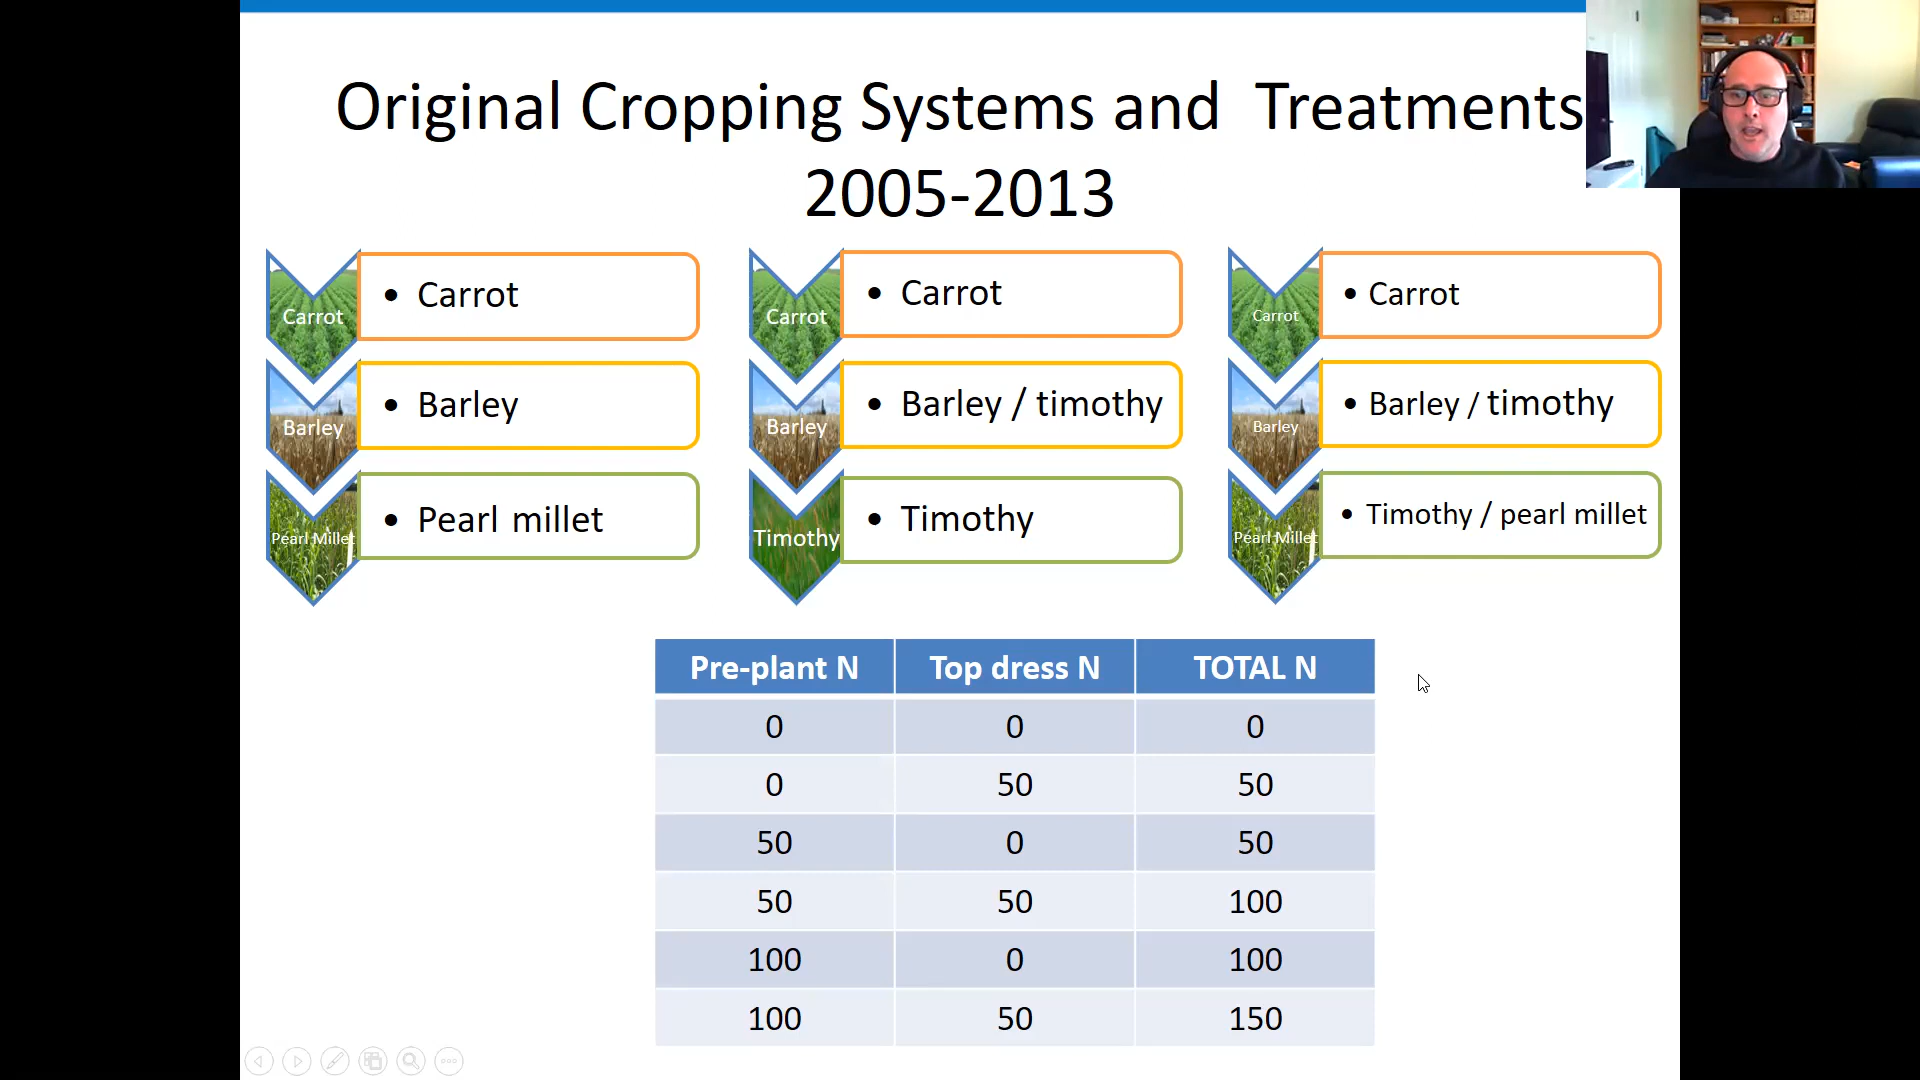 Original Cropping Systems and Treatments
2005-2013
Carrot
• Carrot
Barley
• Barley
Pearl Millet
• Pearl millet
Carrot
• Carrot
Barley
• Barley / timothy
Timothy
• Timothy
Carrot
• Carrot
Barley
• Barley / timothy
Pearl Millet
• Timothy / pearl millet
Pre-plant N Top dress N TOTAL N
0 0 0
0 50 50
50 0 50
50 50 100
100 0 100
100 50 150